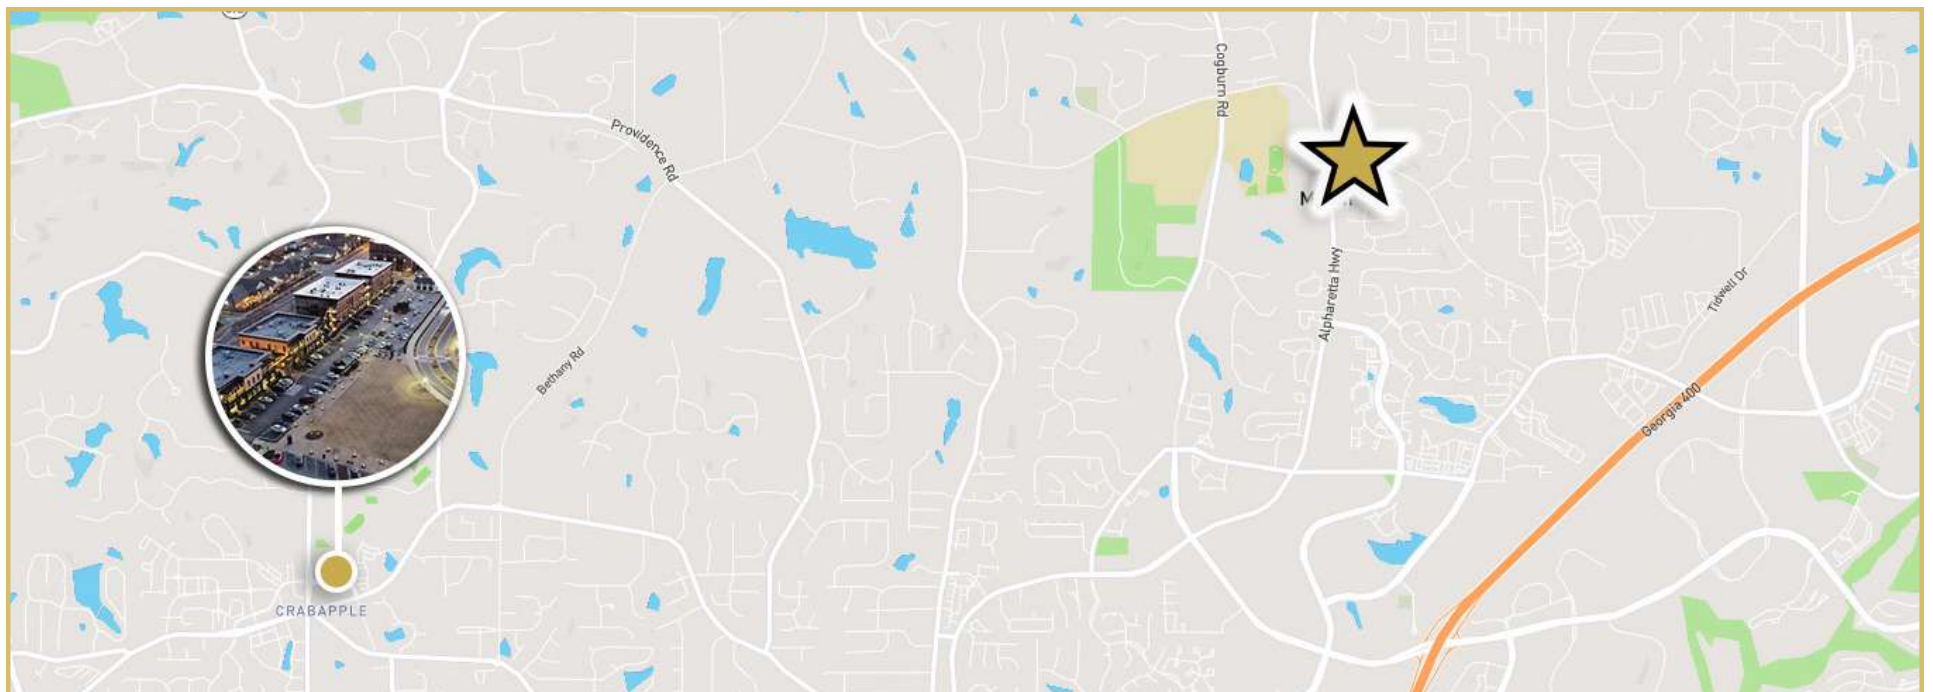 Cogburn Rd
Providence Rd
Alpharetta Hwy
Tidwell Dr
Bethany Rd
Georgia 400
CRABAPPLE